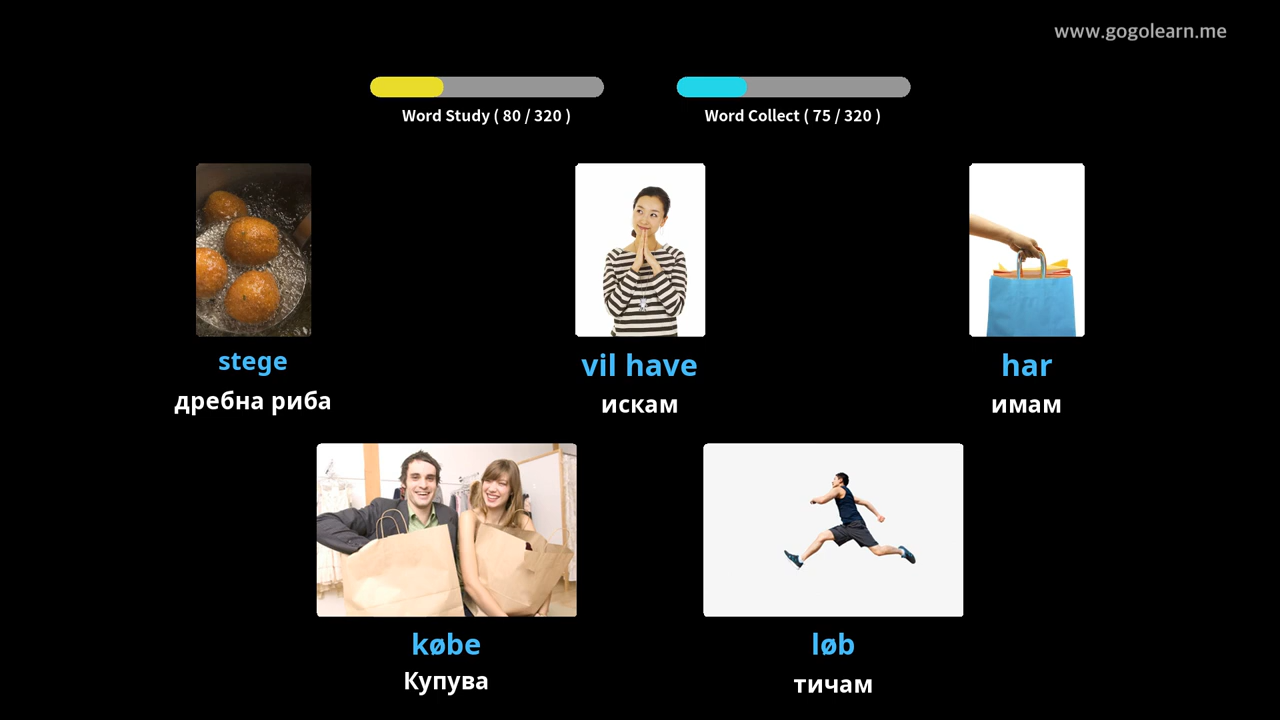 www.gogolearn.me
Word Study ( 80 / 320 )
Word Collect ( 75 / 320 )
stege
дребна риба
vil have
искам
har
имам
købe
Купува
løb
тичам